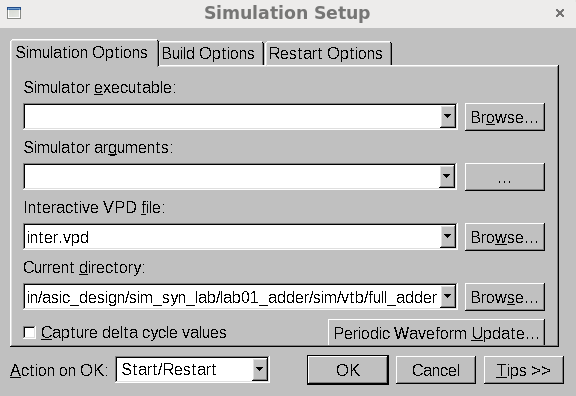 Simulation Setup
Simulation Options Build Options Restart Options
Simulator executable:
Browse...
Simulator arguments:
...
Interactive VPD file:
inter.vpd Browse...
Current directory:
in/asic_design/sim_syn_lab/lab01_adder/sim/vtb/full_adder Browse...
Capture delta cycle values Periodic Waveform Update...
Action on OK: Start/Restart OK Cancel Tips >>